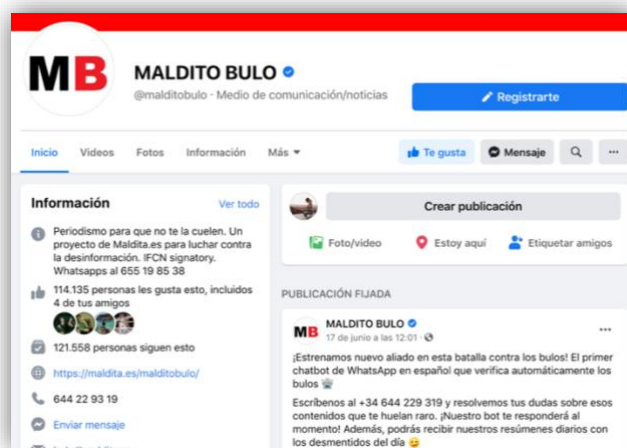 MB
MALDITO BULO
@malditobulo · Medio de comunicación/noticias
Registrarte
Inicio Videos Fotos Información Más
Te gusta Mensaje
Información Ver todo
Periodismo para que no te la cuelen. Un
proyecto de Maldita.es para luchar contra
la desinformación. IFCN signatory.
Whatsapps al 655 19 85 38
114.135 personas les gusta esto, incluidos
4 de tus amigos
121.558 personas siguen esto
https://maldita.es/malditobulo/
644 22 93 19
Enviar mensaje
Crear publicación
Foto/video Estoy aquí Etiquetar amigos
PUBLICACIÓN FIJADA
MB MALDITO BULO
17 de junio a las 12:01 ·
¡Estrenamos nuevo aliado en esta batalla contra los bulos! El primer
chatbot de WhatsApp en español que verifica automáticamente los
bulos
Escríbenos al +34 644 229 319 y resolvemos tus dudas sobre esos
contenidos que te huelan raro. ¡Nuestro bot te responderá al
momento! Además, podrás recibir nuestros resúmenes diarios con
los desmentidos del día